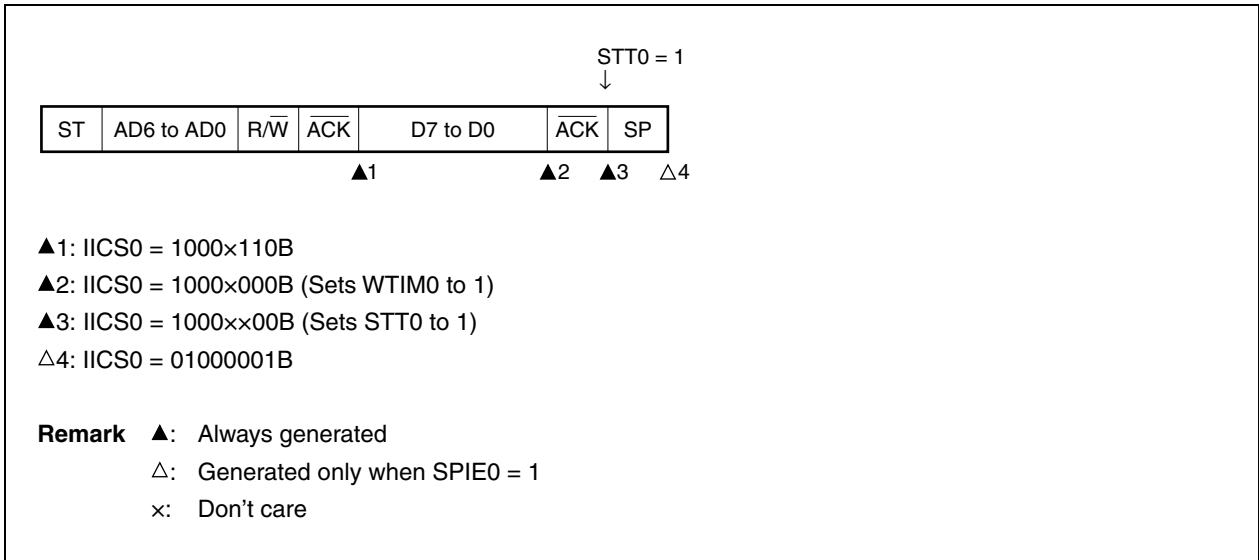 STT0 = 1
↓
ST AD6 to AD0 R/W̅ A̅C̅K̅ D7 to D0 A̅C̅K̅ SP
▲1 ▲2 ▲3 △4
▲1: IICS0 = 1000×110B
▲2: IICS0 = 1000×000B (Sets WTIM0 to 1)
▲3: IICS0 = 1000××00B (Sets STT0 to 1)
△4: IICS0 = 01000001B
Remark ▲: Always generated
△: Generated only when SPIE0 = 1
×: Don't care